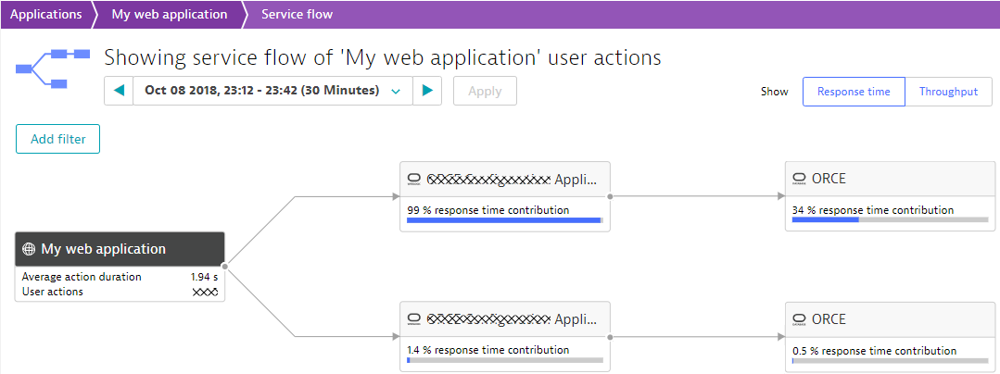 Applications
My web application
Service flow
Showing service flow of 'My web application' user actions
Oct 08 2018, 23:12 - 23:42 (30 Minutes)
Apply
Show
Response time
Throughput
Add filter
Appli...
99 % response time contribution
ORCE
34 % response time contribution
My web application
Average action duration 1.94 s
User actions
Appli...
1.4 % response time contribution
ORCE
0.5 % response time contribution